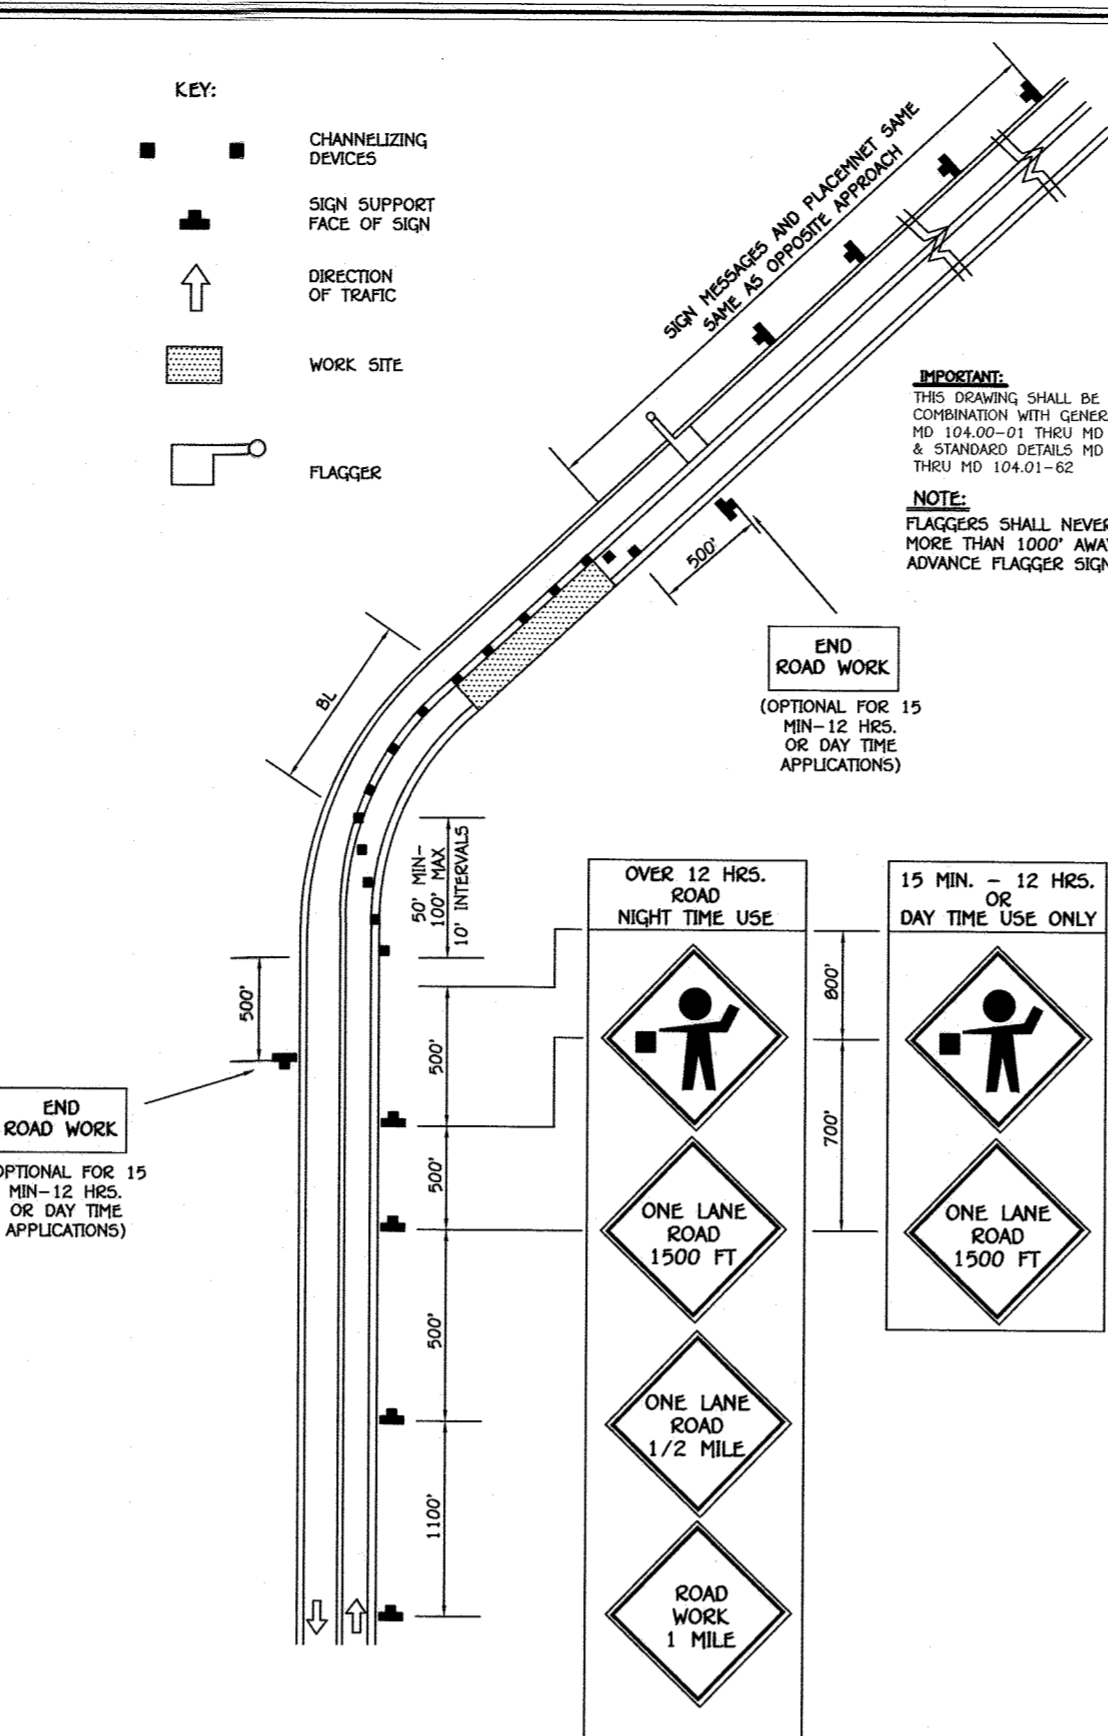 KEY:
CHANNELIZING
DEVICES
SIGN SUPPORT
FACE OF SIGN
DIRECTION
OF TRAFIC
WORK SITE
FLAGGER
SIGN MESSAGES AND PLACEMNET SAME
SAME AS OPPOSITE APPROACH
IMPORTANT:
THIS DRAWING SHALL BE
COMBINATION WITH GENER
MD 104.00-01 THRU MD
& STANDARD DETAILS MD
THRU MD 104.01-62
NOTE:
FLAGGERS SHALL NEVER
MORE THAN 1000' AWA
ADVANCE FLAGGER SIGN
500'
END
ROAD WORK
(OPTIONAL FOR 15
MIN-12 HRS.
OR DAY TIME
APPLICATIONS)
BL
50' MIN-
100' MAX
10' INTERVALS
500'
END
ROAD WORK
OPTIONAL FOR 15
MIN-12 HRS.
OR DAY TIME
APPLICATIONS)
500'
500'
500'
1100'
OVER 12 HRS.
ROAD
NIGHT TIME USE
ONE LANE
ROAD
1500 FT
ONE LANE
ROAD
1/2 MILE
ROAD
WORK
1 MILE
800'
700'
15 MIN. - 12 HRS.
OR
DAY TIME USE ONLY
ONE LANE
ROAD
1500 FT